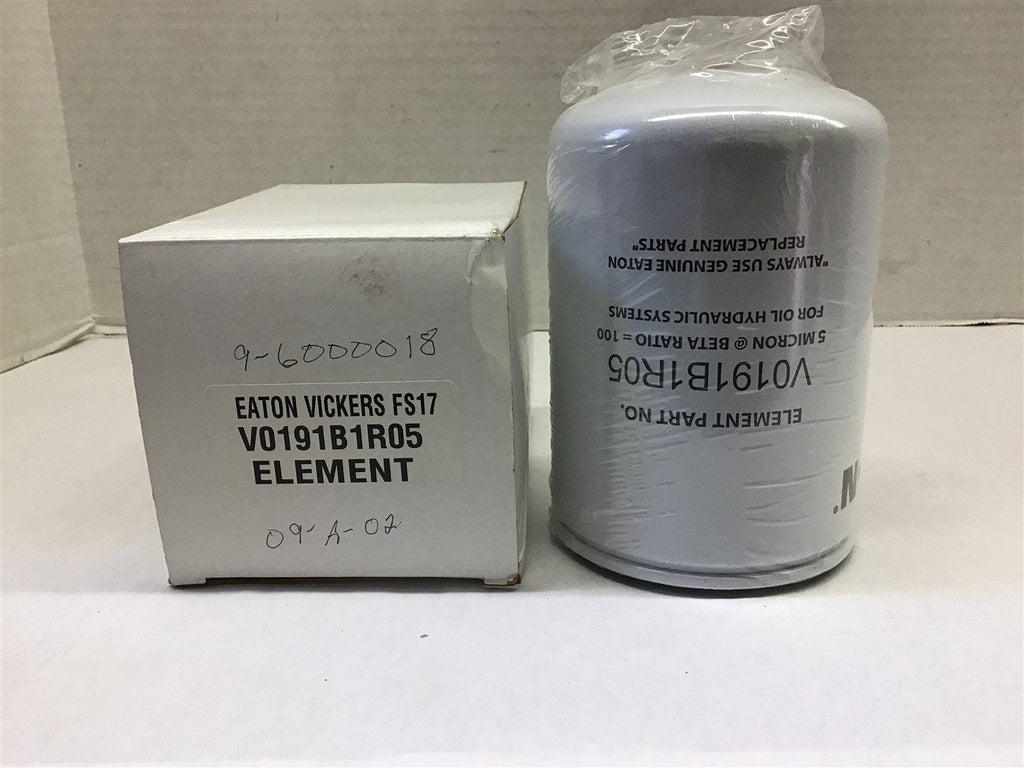 9-6000018
EATON VICKERS FS17
V0191B1R05
ELEMENT
09-A-02
N®
ELEMENT PART NO.
V0191B1R05
5 MICRON @ BETA RATIO = 100
FOR OIL HYDRAULIC SYSTEMS
"ALWAYS USE GENUINE EATON
REPLACEMENT PARTS"